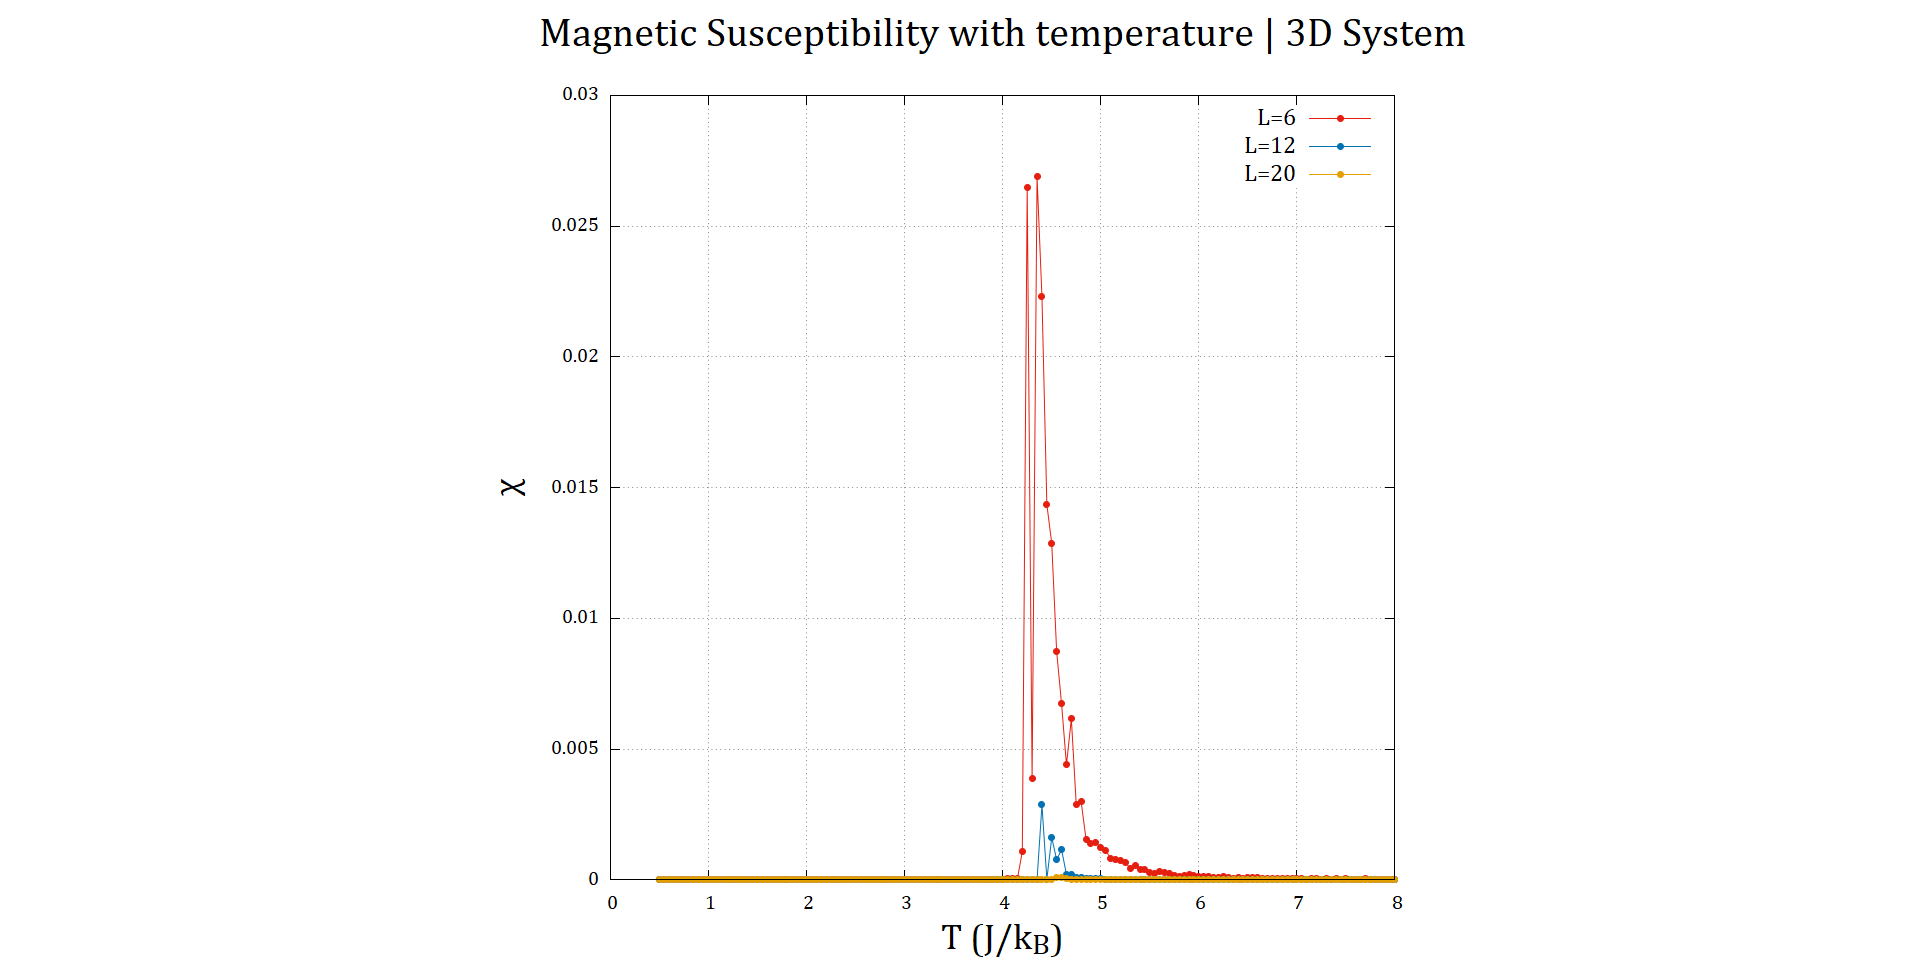 Magnetic Susceptibility with temperature | 3D System
0.03
0.025
0.02
0.015
0.01
0.005
0
χ
L=6
L=12
L=20
0 1 2 3 4 5 6 7 8
T (J/k_B)